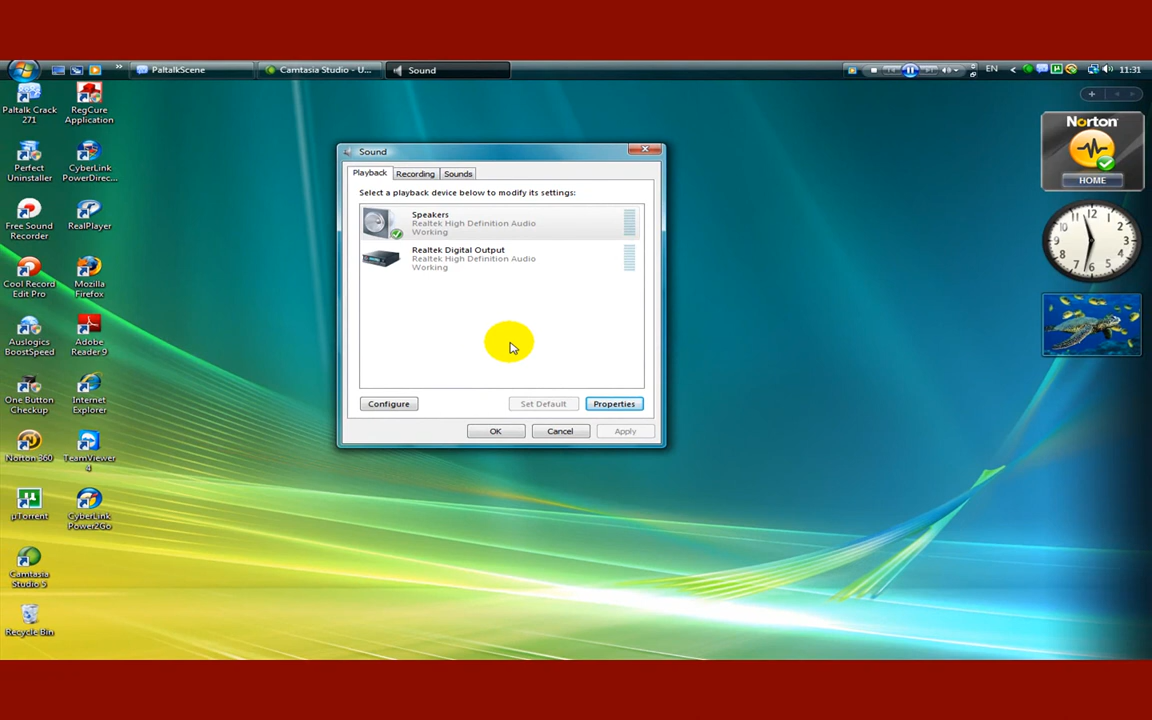 PaltalkScene
Camtasia Studio - U...
Sound
EN
11:31
Paltalk Crack
271
RegCure
Application
Perfect
Uninstaller
CyberLink
PowerDirec...
Free Sound
Recorder
RealPlayer
Cool Record
Edit Pro
Mozilla
Firefox
Auslogics
BoostSpeed
Adobe
Reader 9
One Button
Checkup
Internet
Explorer
Norton 360
TeamViewer
4
µTorrent
CyberLink
Power2Go
Camtasia
Studio 5
Recycle Bin
Sound
Playback
Recording
Sounds
Select a playback device below to modify its settings:
Speakers
Realtek High Definition Audio
Working
Realtek Digital Output
Realtek High Definition Audio
Working
Configure
Set Default
Properties
OK
Cancel
Apply
Norton
HOME
12
3
6
9